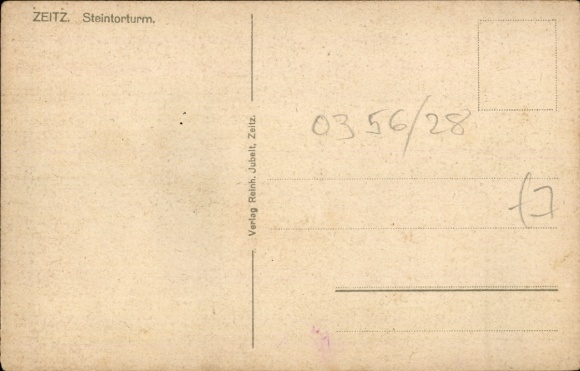 ZEITZ. Steintorturm.
Verlag Reinh. Jubelt, Zeitz.
0356/28